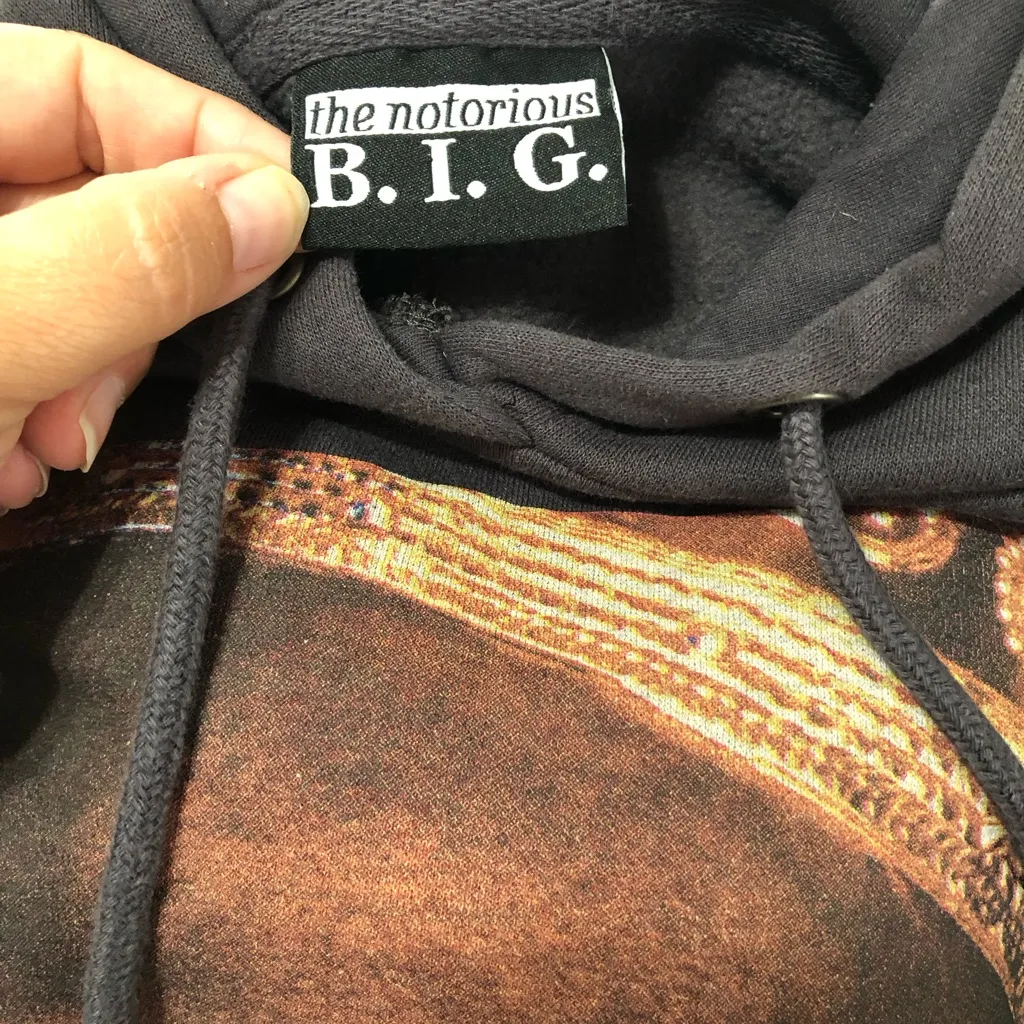 the notorious
B. I. G.